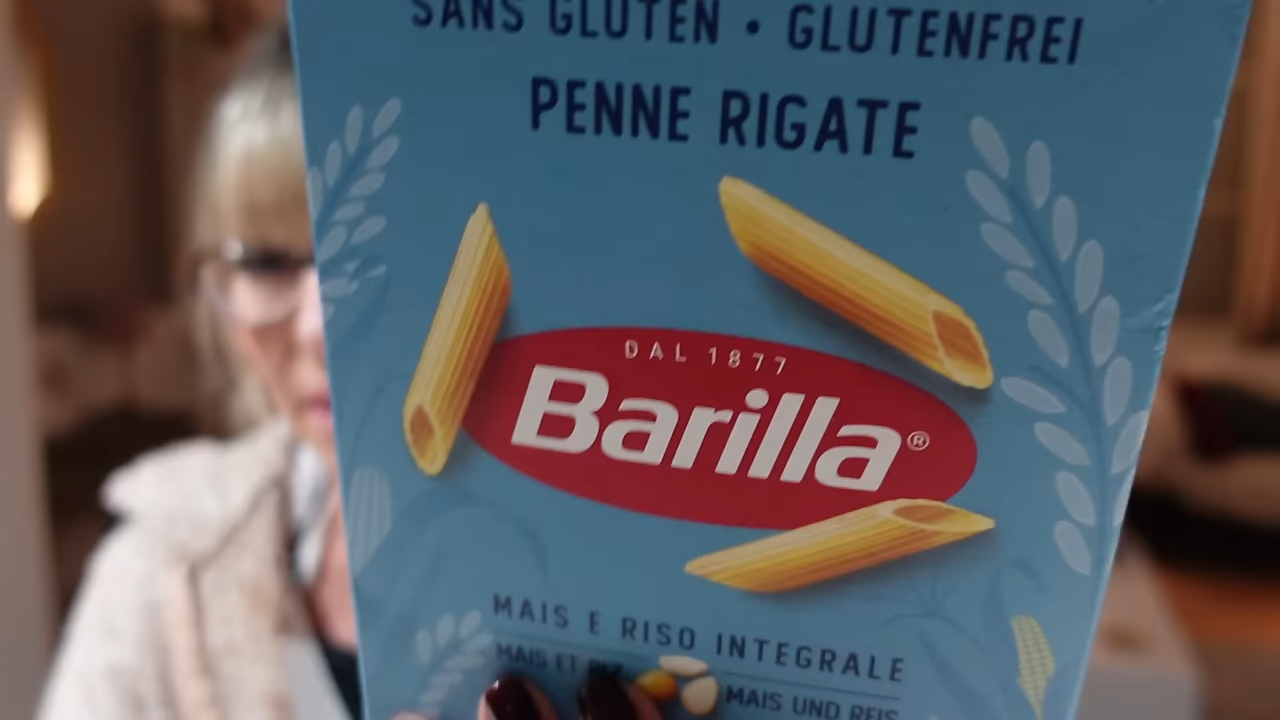 SANS GLUTEN • GLUTENFREI
PENNE RIGATE
DAL 1877
Barilla®
MAIS E RISO INTEGRALE
MAIS ET RIZ
MAIS UND REIS